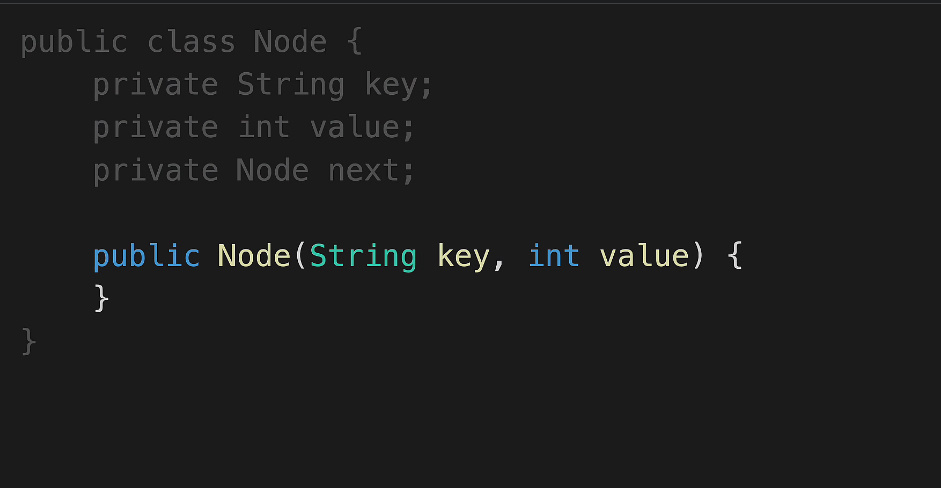 public class Node {
    private String key;
    private int value;
    private Node next;

    public Node(String key, int value) {
    }
}